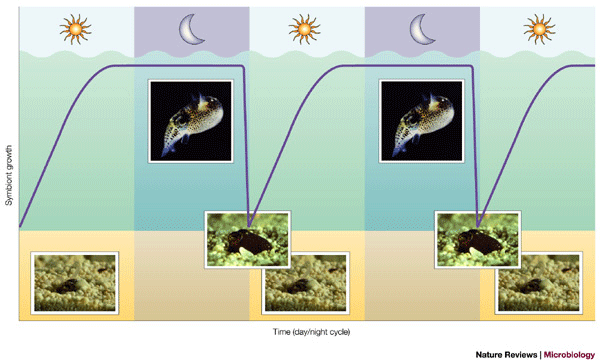 Symbiont growth
Time (day/night cycle)
Nature Reviews | Microbiology